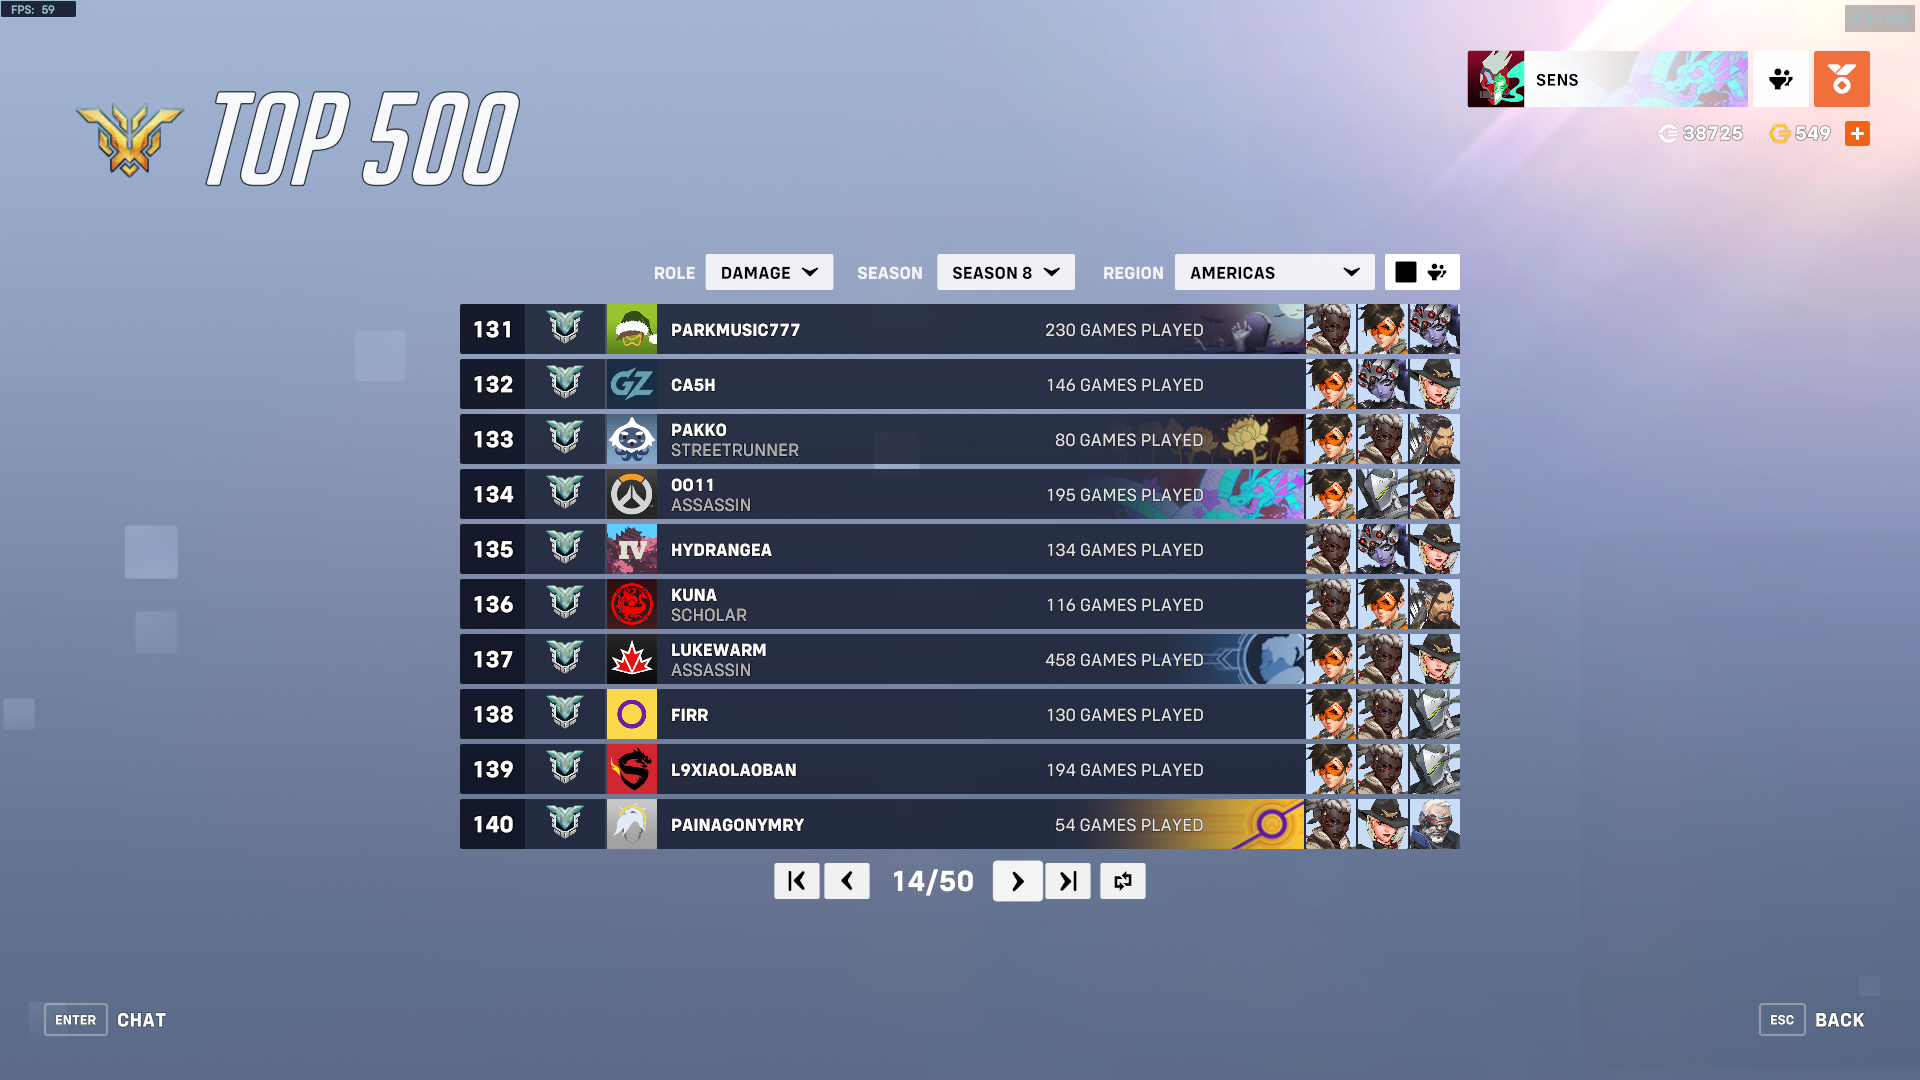 FPS: 59
TOP 500
SENS
38725
549
ROLE DAMAGE SEASON SEASON 8 REGION AMERICAS
131 PARKMUSIC777 230 GAMES PLAYED
132 GZ CA5H 146 GAMES PLAYED
133 PAKKO 80 GAMES PLAYED
STREETRUNNER
134 OO11 195 GAMES PLAYED
ASSASSIN
135 IV HYDRANGEA 134 GAMES PLAYED
136 KUNA 116 GAMES PLAYED
SCHOLAR
137 LUKEWARM 458 GAMES PLAYED
ASSASSIN
138 FIRR 130 GAMES PLAYED
139 L9XIAOLAOBAN 194 GAMES PLAYED
140 PAINAGONYMRY 54 GAMES PLAYED
14/50
ENTER CHAT
ESC BACK